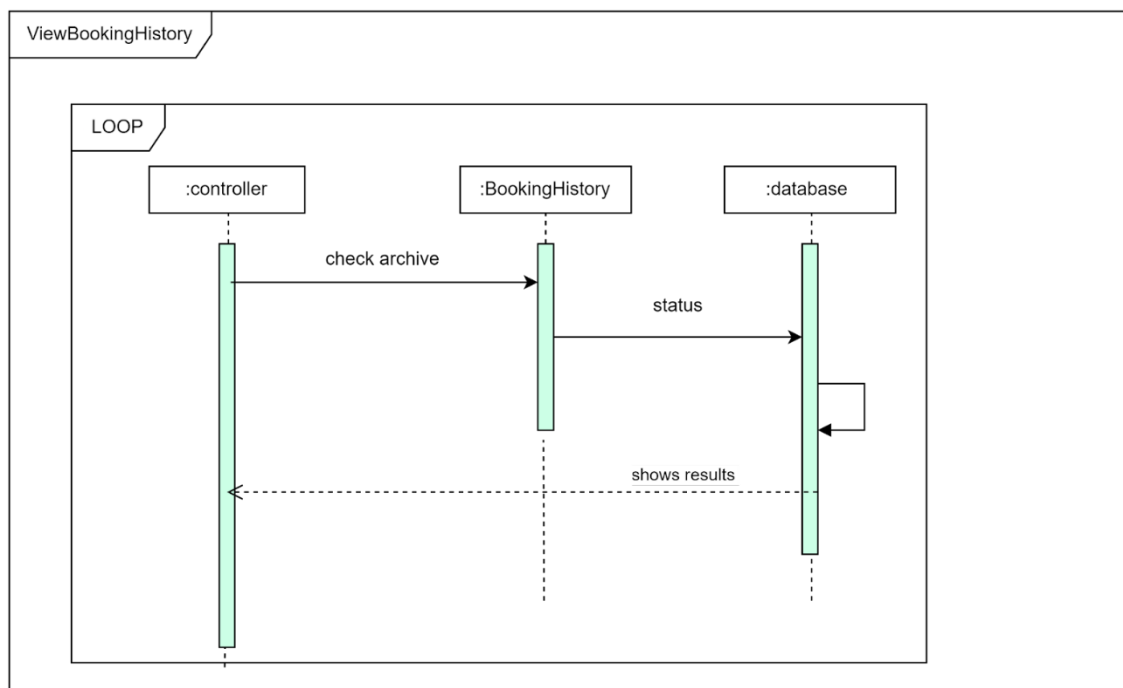 ViewBookingHistory
LOOP
:controller
:BookingHistory
:database
check archive
status
shows results